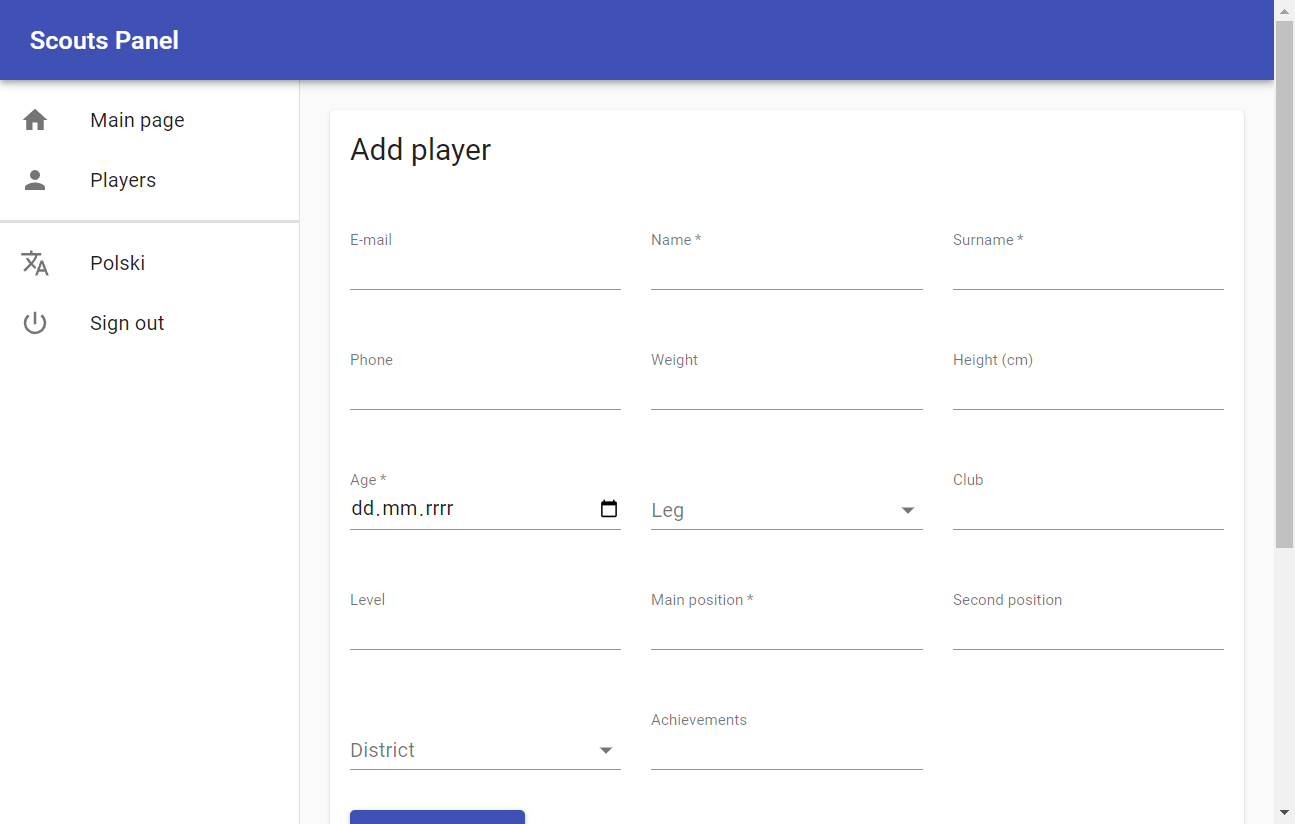 Scouts Panel
Main page
Players
Polski
Sign out
Add player
E-mail
Name *
Surname *
Phone
Weight
Height (cm)
Age *
dd.mm.rrrr
Leg
Club
Level
Main position *
Second position
District
Achievements